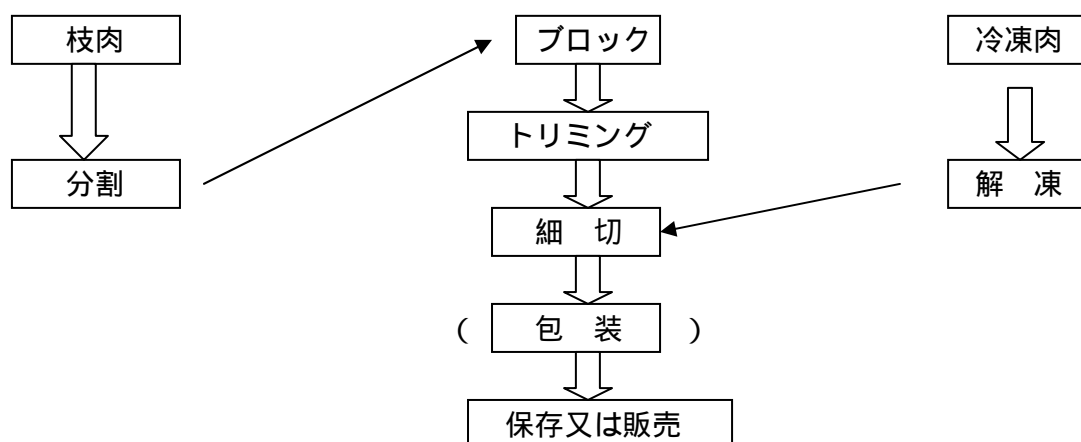 枝肉
ブロック
冷凍肉
トリミング
分割
解　凍
細　切
（ 包　装 ）
保存又は販売